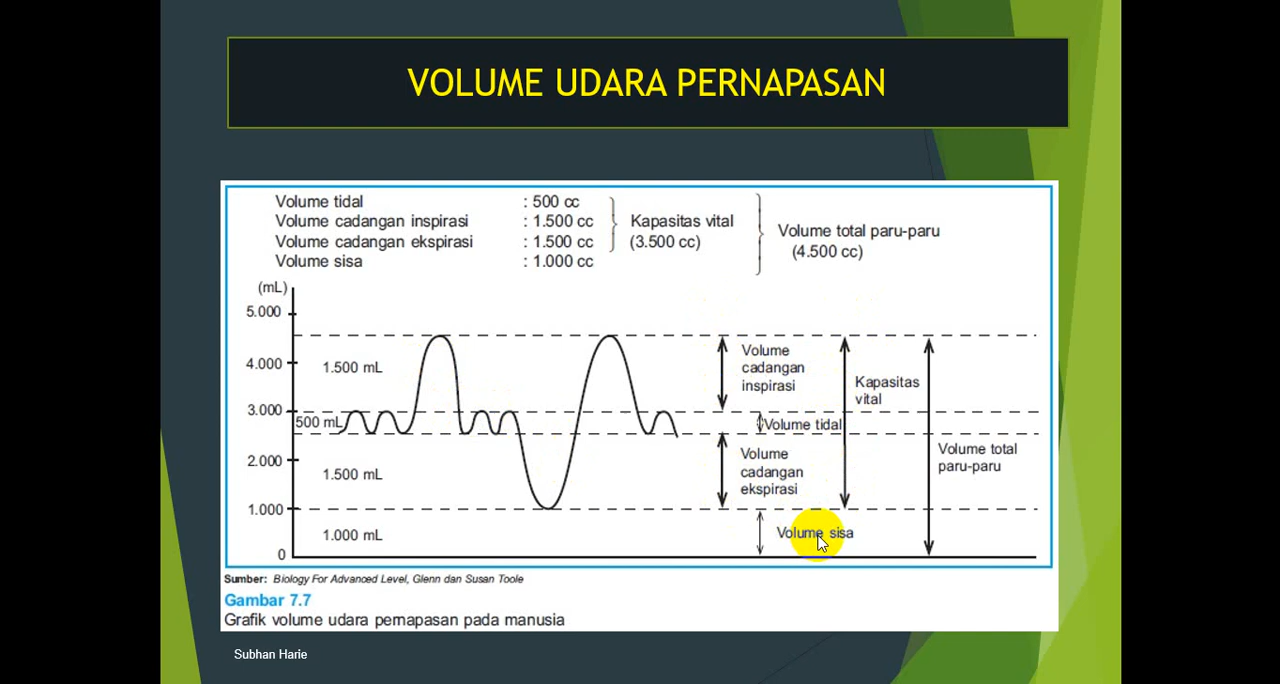 VOLUME UDARA PERNAPASAN
Volume tidal : 500 cc
Volume cadangan inspirasi : 1.500 cc
Volume cadangan ekspirasi : 1.500 cc
Volume sisa : 1.000 cc
Kapasitas vital
(3.500 cc)
Volume total paru-paru
(4.500 cc)
(mL)
5.000
4.000
3.000
2.000
1.000
0
1.500 mL
500 mL
1.500 mL
1.000 mL
Volume
cadangan
inspirasi
Volume tidal
Volume
cadangan
ekspirasi
Volume sisa
Kapasitas
vital
Volume total
paru-paru
Sumber: Biology For Advanced Level, Glenn dan Susan Toole
Gambar 7.7
Grafik volume udara pernapasan pada manusia
Subhan Harie